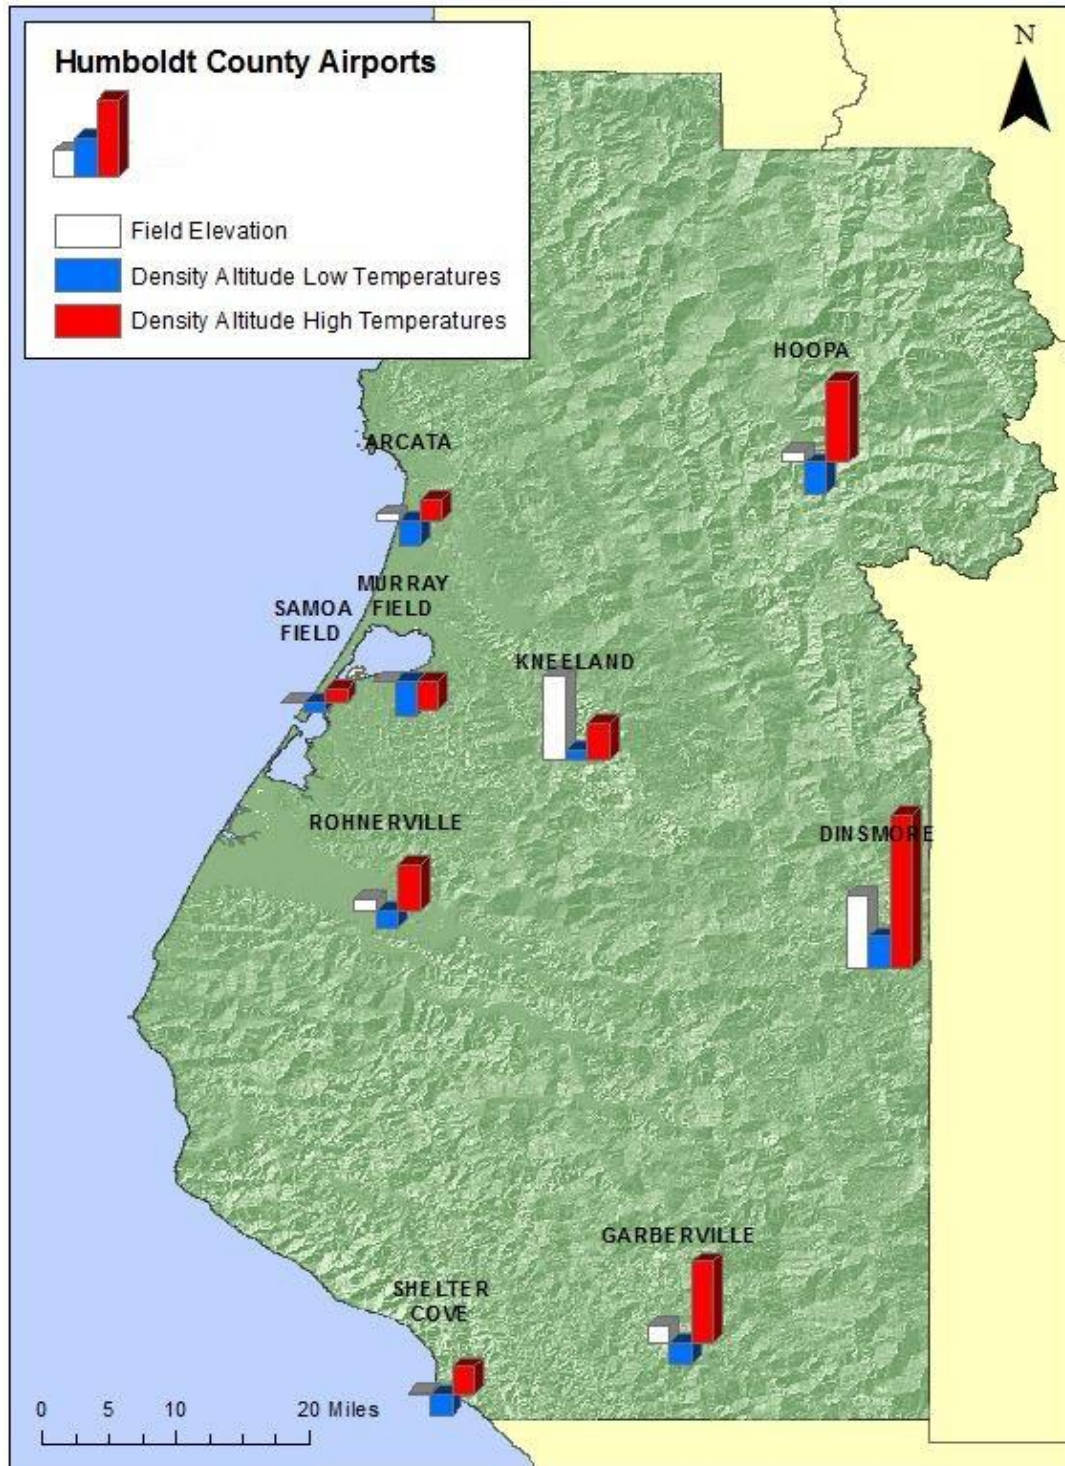 Humboldt County Airports
Field Elevation
Density Altitude Low Temperatures
Density Altitude High Temperatures
N
HOOPA
ARCATA
MURRAY
FIELD
SAMOA
FIELD
KNEELAND
ROHNERVILLE
DINSMORE
GARBERVILLE
SHELTER
COVE
0 5 10 20 Miles